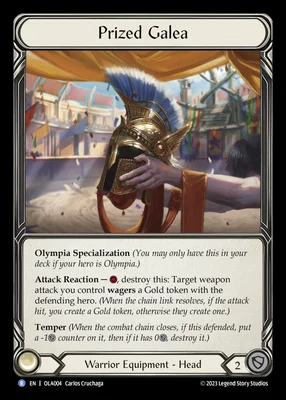 Prized Galea
Olympia Specialization (You may only have this in your
deck if your hero is Olympia.)
Attack Reaction — , destroy this: Target weapon
attack you control wagers a Gold token with the
defending hero. (When the chain link resolves, if the attack
hit, you create a Gold token, otherwise they create one.)
Temper (When the combat chain closes, if this defended, put
a -1 counter on it, then if it has 0, destroy it.)
Warrior Equipment - Head
2
B | EN | OLA004 Carlos Cruchaga
© 2023 Legend Story Studios